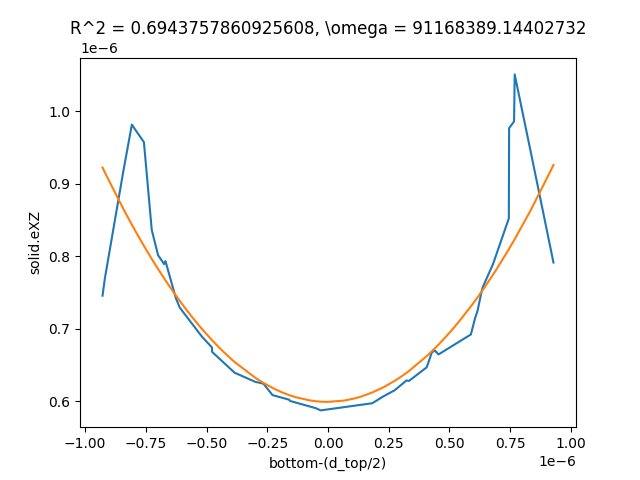 R^2 = 0.6943757860925608, \omega = 91168389.14402732
1e−6
1.0
0.9
0.8
0.7
0.6
solid.eXZ
−1.00 −0.75 −0.50 −0.25 0.00 0.25 0.50 0.75 1.00
1e−6
bottom-(d_top/2)